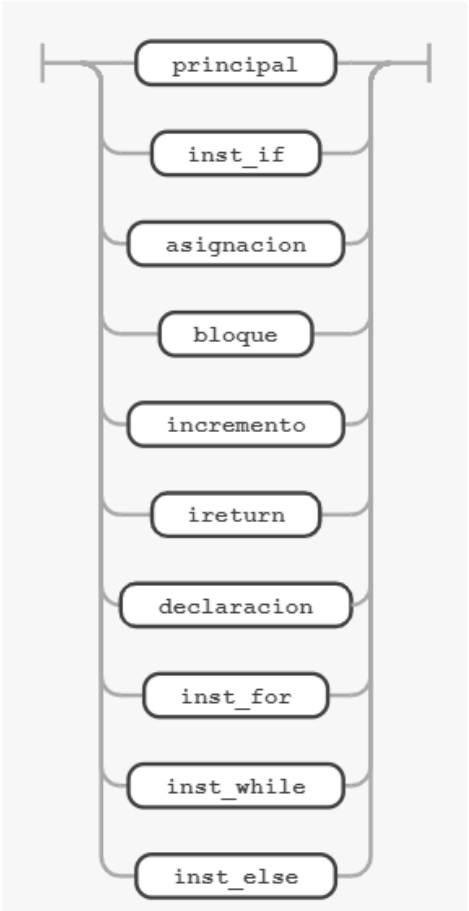 principal
inst_if
asignacion
bloque
incremento
ireturn
declaracion
inst_for
inst_while
inst_else